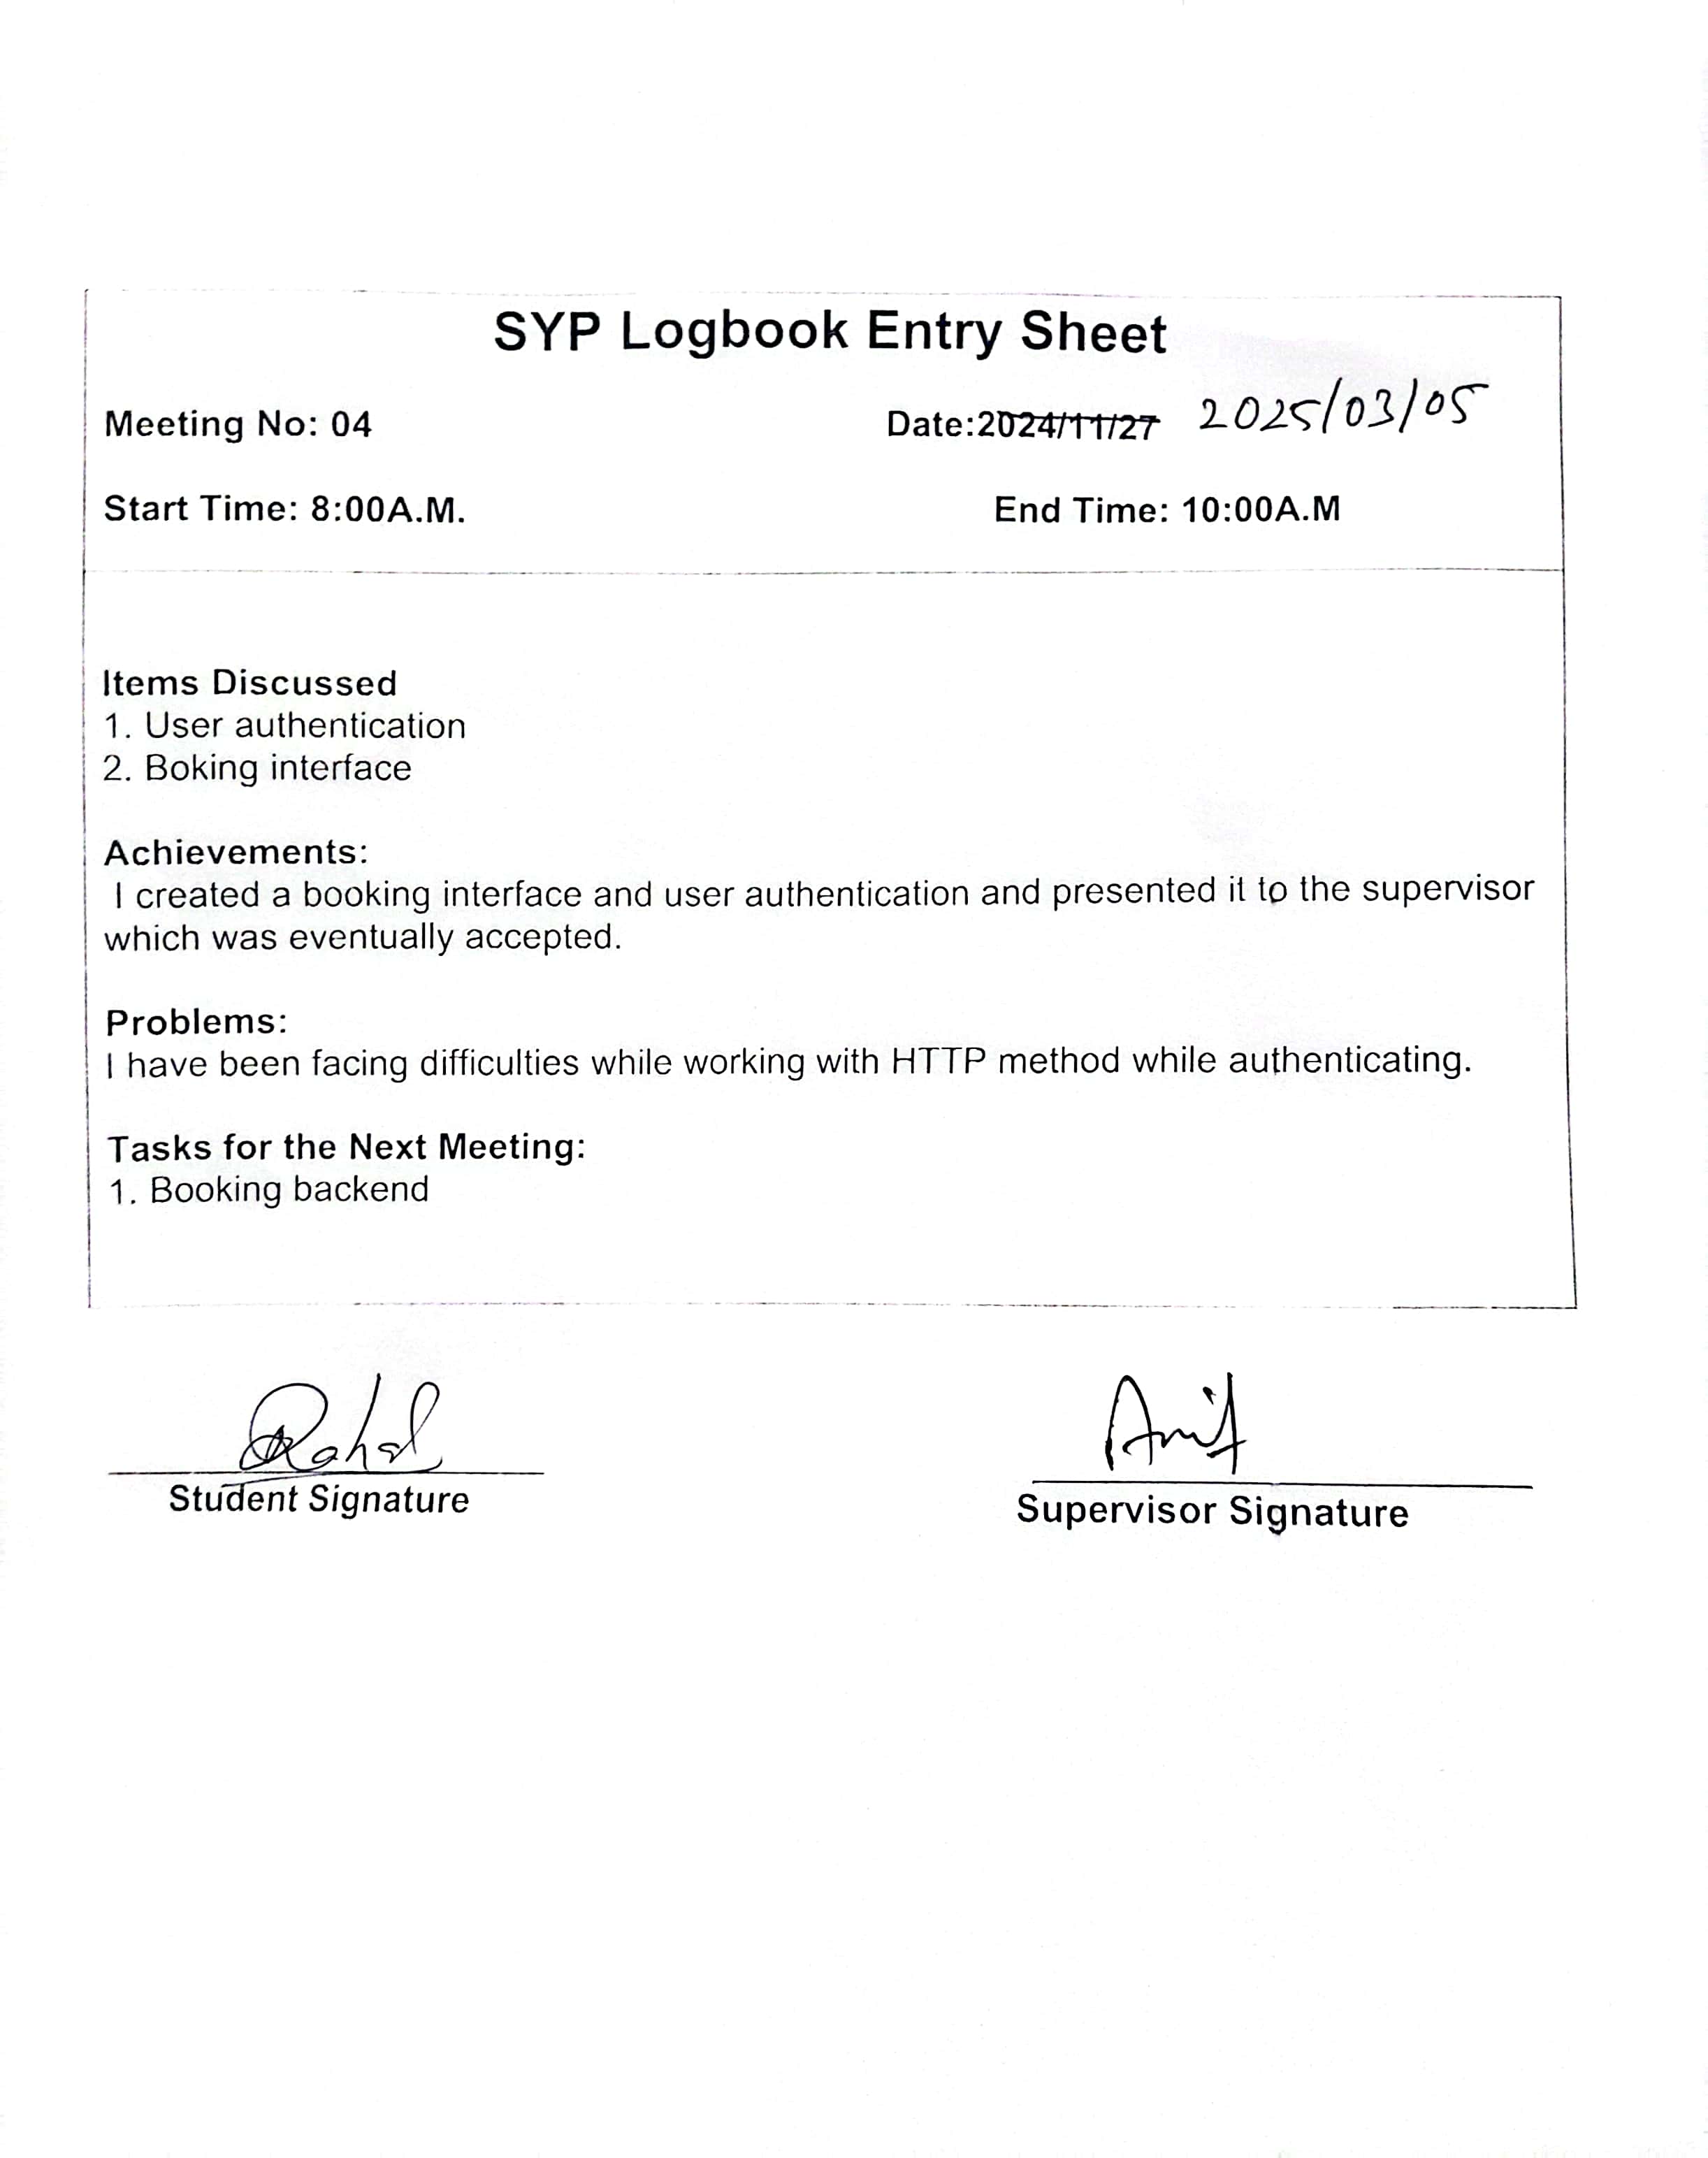 SYP Logbook Entry Sheet
Meeting No: 04 Date:2024/11/27 2025/03/05
Start Time: 8:00A.M. End Time: 10:00A.M
Items Discussed
1. User authentication
2. Boking interface
Achievements:
I created a booking interface and user authentication and presented it to the supervisor
which was eventually accepted.
Problems:
I have been facing difficulties while working with HTTP method while authenticating.
Tasks for the Next Meeting:
1. Booking backend
Student Signature Supervisor Signature